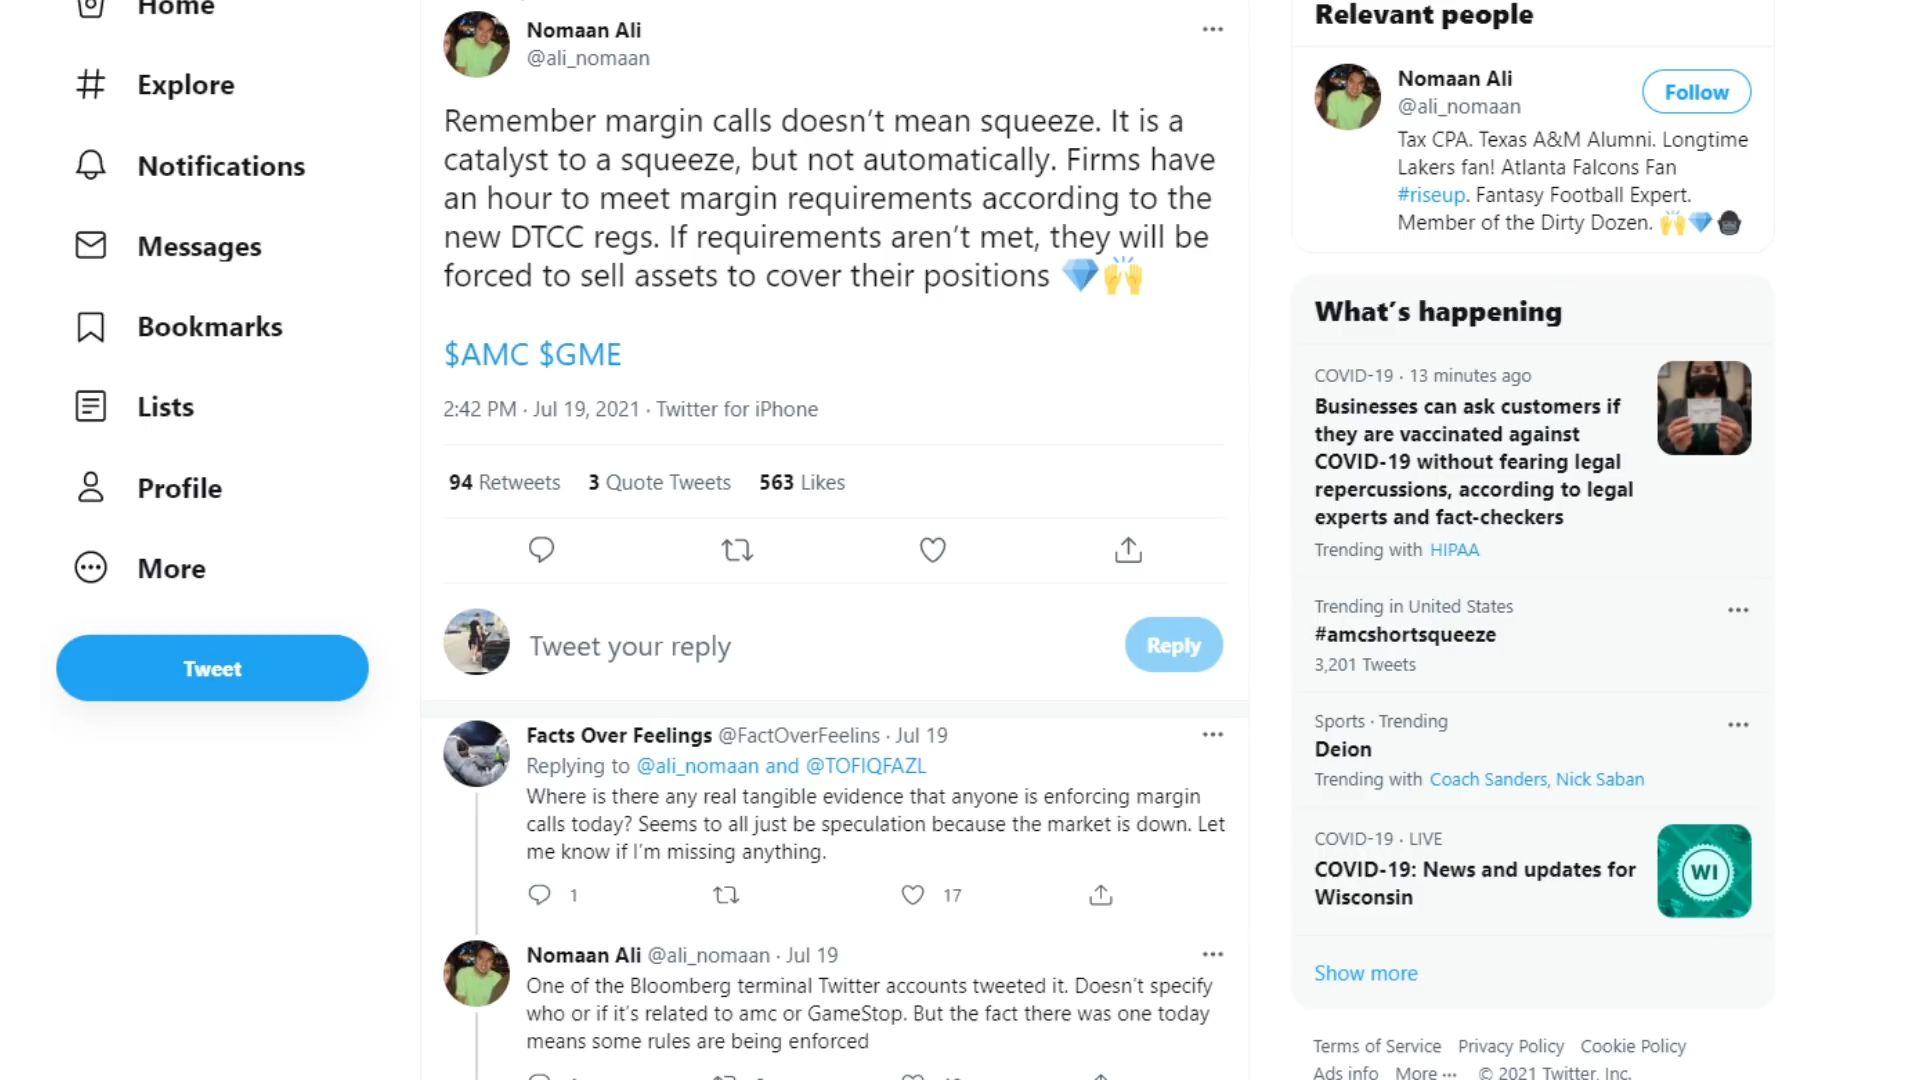 Home
Explore
Notifications
Messages
Bookmarks
Lists
Profile
More
Tweet
Nomaan Ali
@ali_nomaan
Remember margin calls doesn’t mean squeeze. It is a
catalyst to a squeeze, but not automatically. Firms have
an hour to meet margin requirements according to the
new DTCC regs. If requirements aren’t met, they will be
forced to sell assets to cover their positions 💎🙌
$AMC $GME
2:42 PM · Jul 19, 2021 · Twitter for iPhone
94 Retweets 3 Quote Tweets 563 Likes
Tweet your reply
Reply
Facts Over Feelings @FactOverFeelins · Jul 19
Replying to @ali_nomaan and @TOFIQFAZL
Where is there any real tangible evidence that anyone is enforcing margin
calls today? Seems to all just be speculation because the market is down. Let
me know if I’m missing anything.
1 17
Nomaan Ali @ali_nomaan · Jul 19
One of the Bloomberg terminal Twitter accounts tweeted it. Doesn’t specify
who or if it’s related to amc or GameStop. But the fact there was one today
means some rules are being enforced
Relevant people
Nomaan Ali
@ali_nomaan
Follow
Tax CPA. Texas A&M Alumni. Longtime
Lakers fan! Atlanta Falcons Fan
#riseup. Fantasy Football Expert.
Member of the Dirty Dozen. 🙌💎🦍
What’s happening
COVID-19 · 13 minutes ago
Businesses can ask customers if
they are vaccinated against
COVID-19 without fearing legal
repercussions, according to legal
experts and fact-checkers
Trending with HIPAA
Trending in United States
#amcshortsqueeze
3,201 Tweets
Sports · Trending
Deion
Trending with Coach Sanders, Nick Saban
COVID-19 · LIVE
COVID-19: News and updates for
Wisconsin
WI
Show more
Terms of Service Privacy Policy Cookie Policy
Ads info More ··· © 2021 Twitter, Inc.